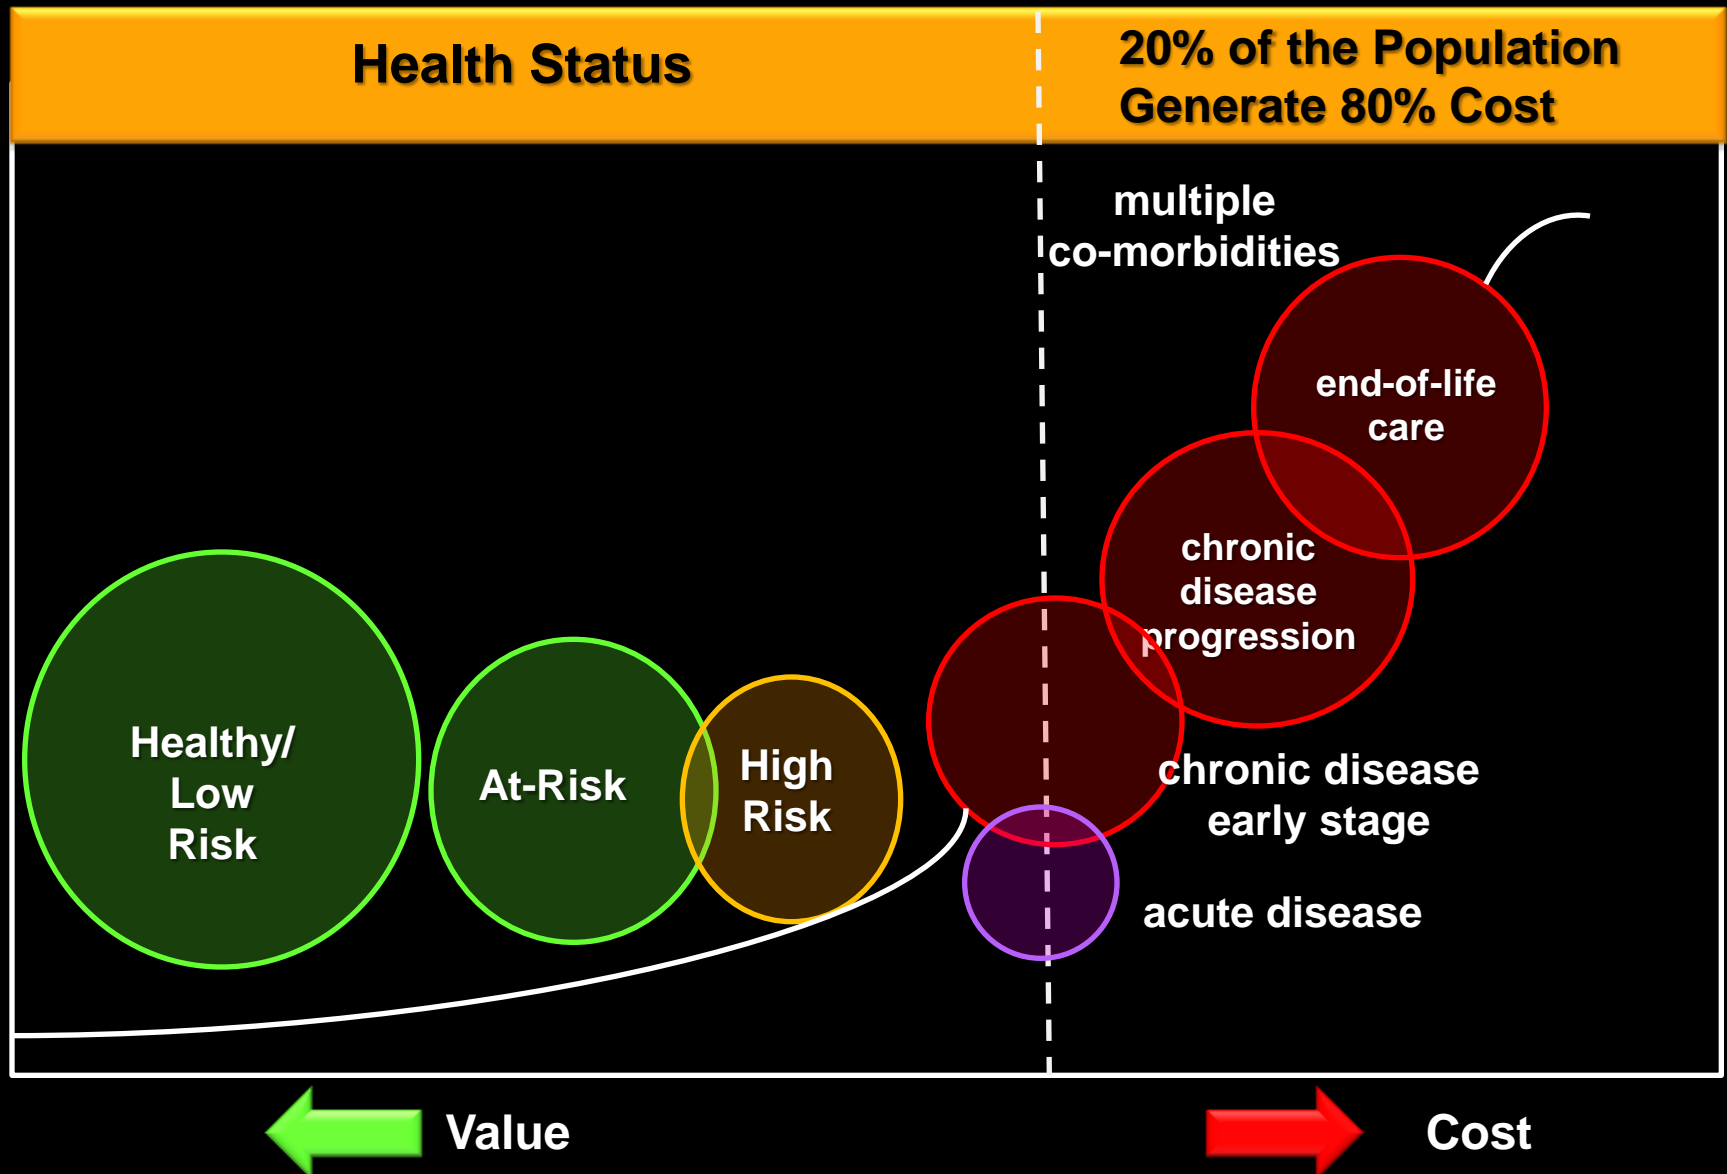 Health Status
20% of the Population
Generate 80% Cost
multiple
co-morbidities
end-of-life
care
chronic
disease
progression
Healthy/
Low
Risk
At-Risk
High
Risk
chronic disease
early stage
acute disease
Value
Cost